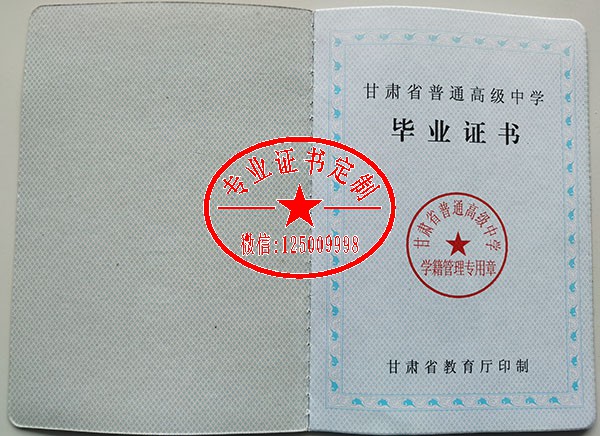 甘肃省普通高级中学
毕业证书
专业证书定制
微信:125009998
甘肃省普通高级中学
学籍管理专用章
甘肃省教育厅印制